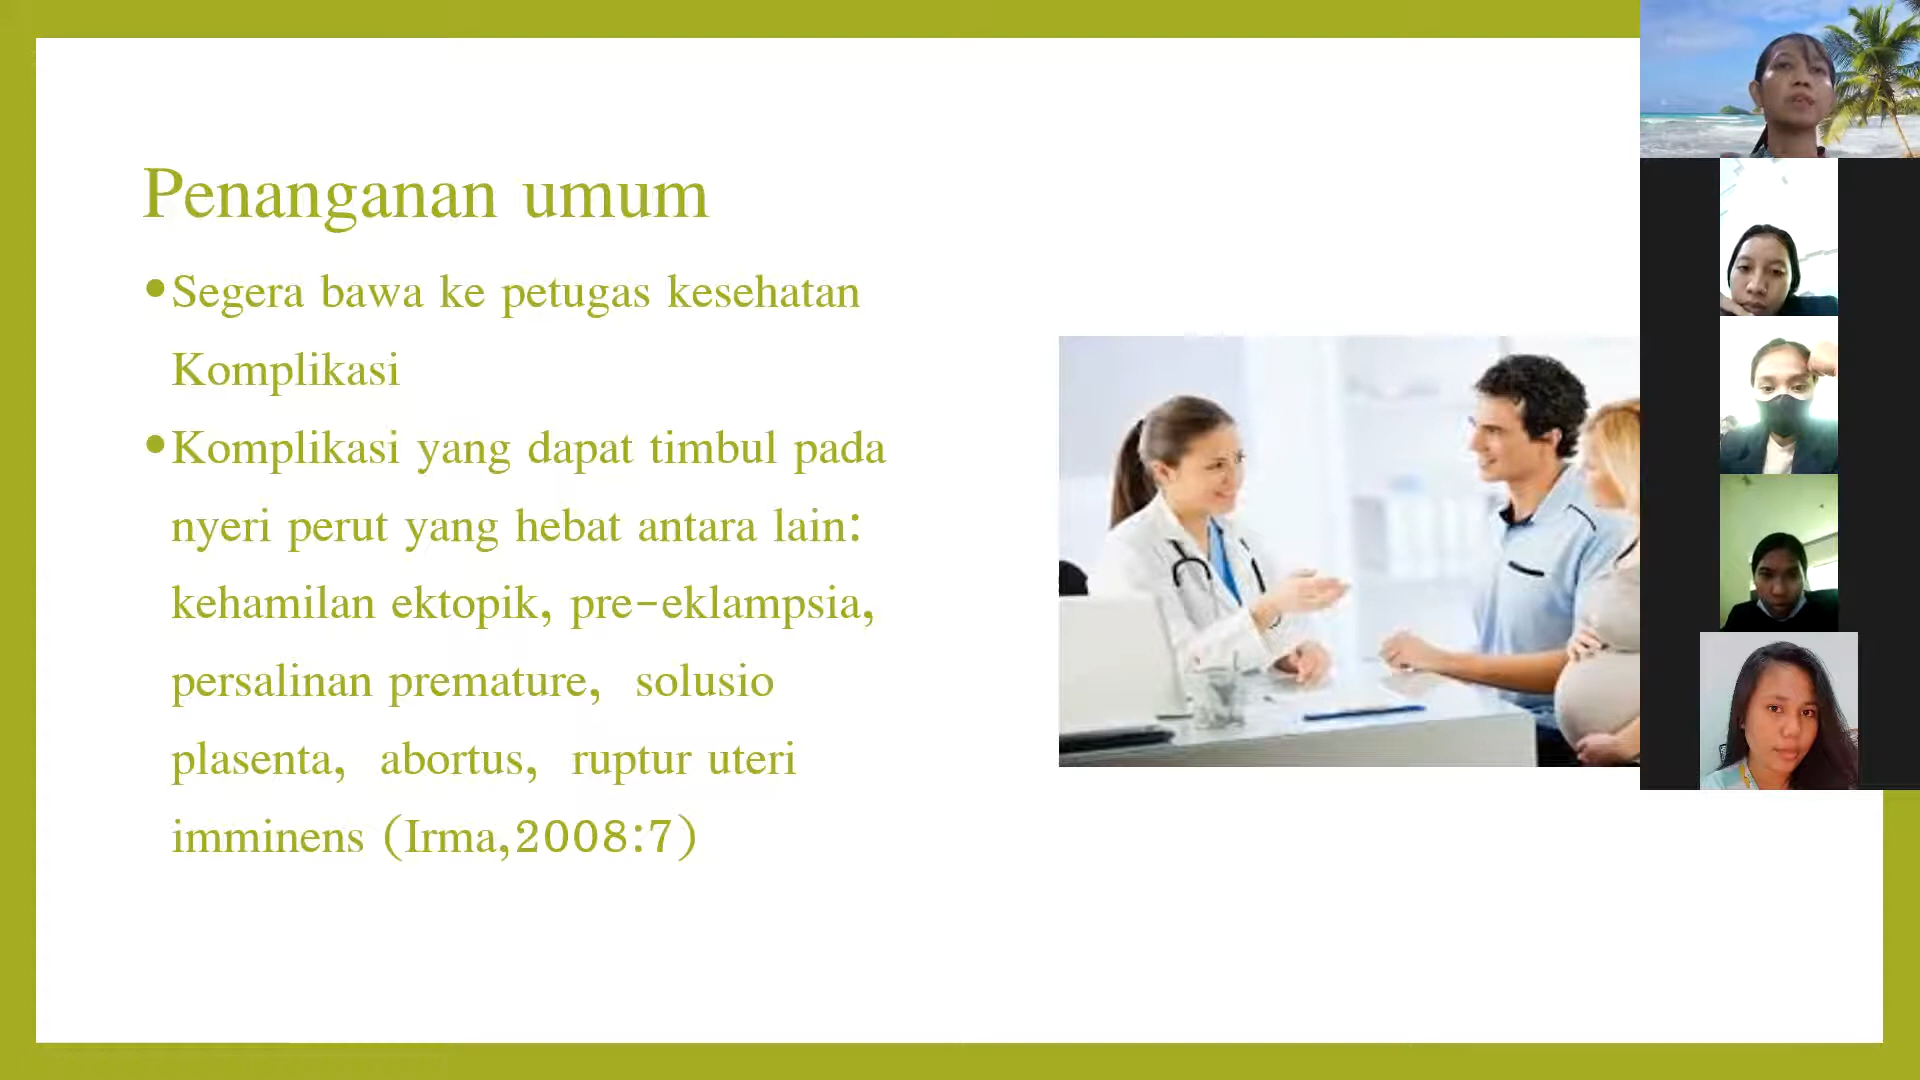 Penanganan umum
•Segera bawa ke petugas kesehatan
Komplikasi
•Komplikasi yang dapat timbul pada
nyeri perut yang hebat antara lain:
kehamilan ektopik, pre-eklampsia,
persalinan premature, solusio
plasenta, abortus, ruptur uteri
imminens (Irma,2008:7)